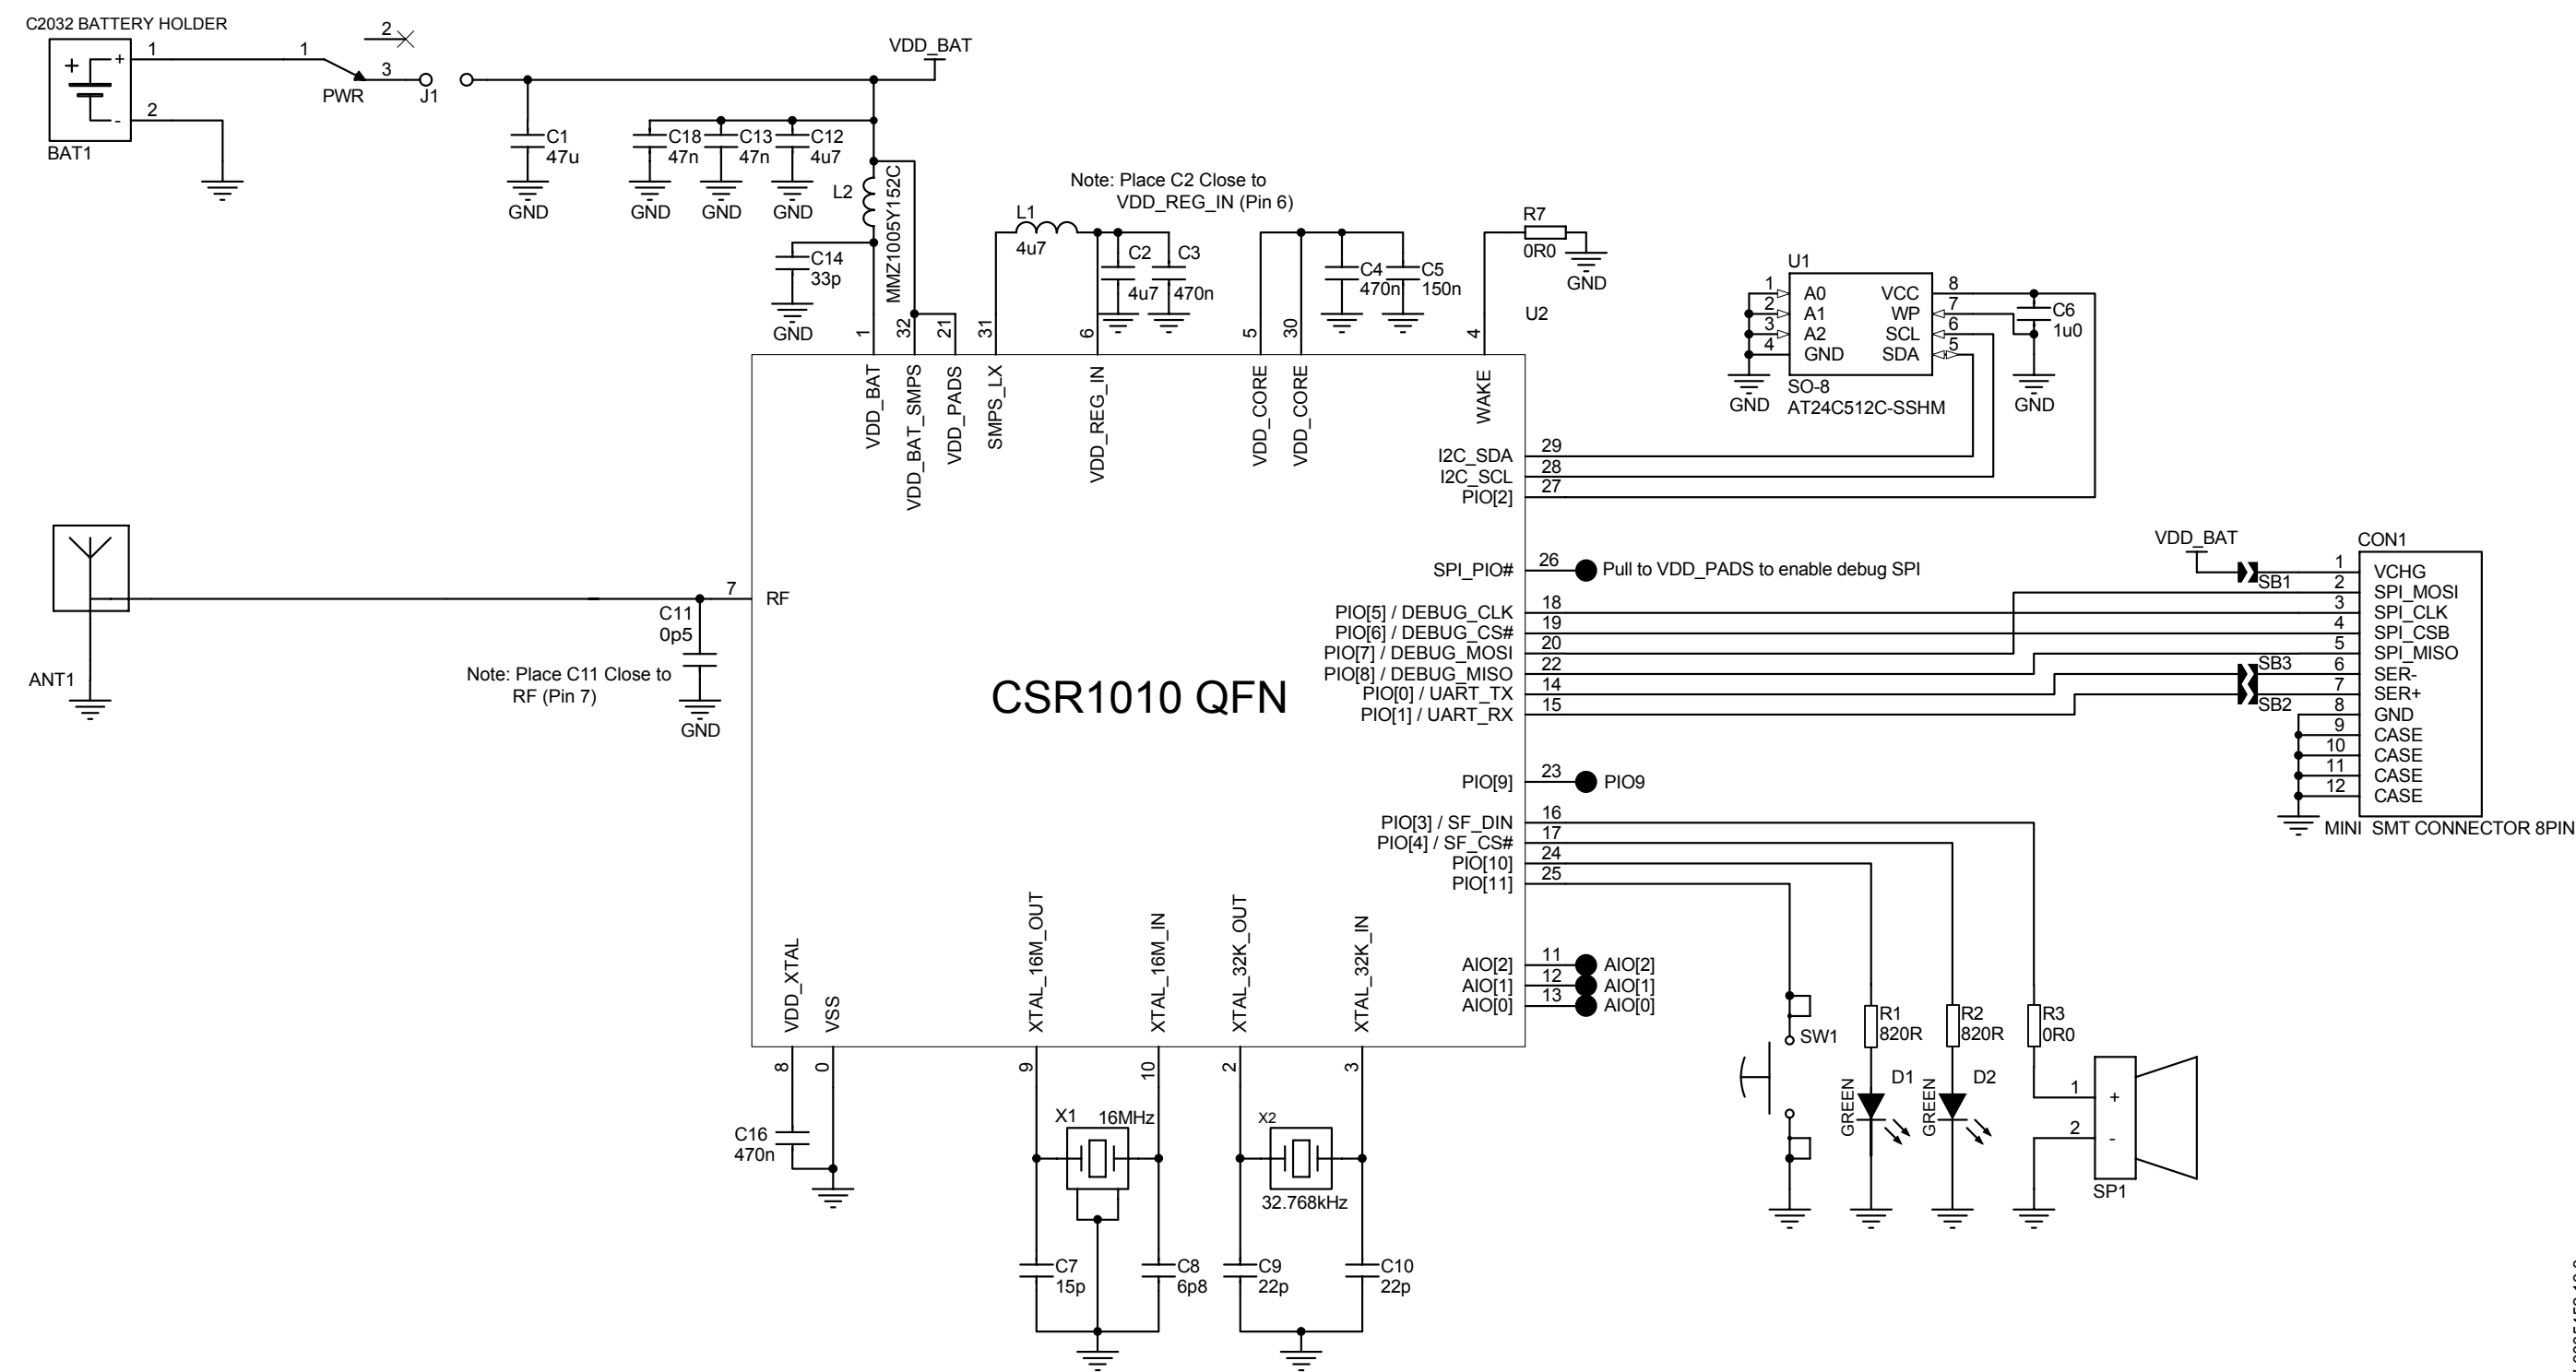 C2032 BATTERY HOLDER
1
2
BAT1
1
2
3
PWR
J1
VDD_BAT
C1
47u
GND
C18
47n
GND
C13
47n
GND
C12
4u7
GND
L2
MMZ1005Y152C
C14
33p
GND
Note: Place C2 Close to
VDD_REG_IN (Pin 6)
L1
4u7
C2
4u7
C3
470n
C4
470n
C5
150n
R7
0R0
GND
U2
1
32
21
31
6
5
30
4
VDD_BAT
VDD_BAT_SMPS
VDD_PADS
SMPS_LX
VDD_REG_IN
VDD_CORE
VDD_CORE
WAKE
U1
1 A0
2 A1
3 A2
4 GND
VCC 8
WP 7
SCL 6
SDA 5
SO-8
AT24C512C-SSHM
GND
C6
1u0
GND
I2C_SDA 29
I2C_SCL 28
PIO[2] 27
SPI_PIO# 26 Pull to VDD_PADS to enable debug SPI
PIO[5] / DEBUG_CLK 18
PIO[6] / DEBUG_CS# 19
PIO[7] / DEBUG_MOSI 20
PIO[8] / DEBUG_MISO 22
PIO[0] / UART_TX 14
PIO[1] / UART_RX 15
PIO[9] 23 PIO9
PIO[3] / SF_DIN 16
PIO[4] / SF_CS# 17
PIO[10] 24
PIO[11] 25
AIO[2] 11 AIO[2]
AIO[1] 12 AIO[1]
AIO[0] 13 AIO[0]
VDD_BAT
SB1
SB3
SB2
CON1
1 VCHG
2 SPI_MOSI
3 SPI_CLK
4 SPI_CSB
5 SPI_MISO
6 SER-
7 SER+
8 GND
9 CASE
10 CASE
11 CASE
12 CASE
MINI SMT CONNECTOR 8PIN
ANT1
7 RF
C11
0p5
Note: Place C11 Close to
RF (Pin 7)
GND
CSR1010 QFN
VDD_XTAL
VSS
XTAL_16M_OUT
XTAL_16M_IN
XTAL_32K_OUT
XTAL_32K_IN
8
0
9
10
2
3
C16
470n
X1
16MHz
X2
32.768kHz
C7
15p
C8
6p8
C9
22p
C10
22p
SW1
R1
820R
R2
820R
R3
0R0
GREEN
D1
GREEN
D2
1 +
2 -
SP1